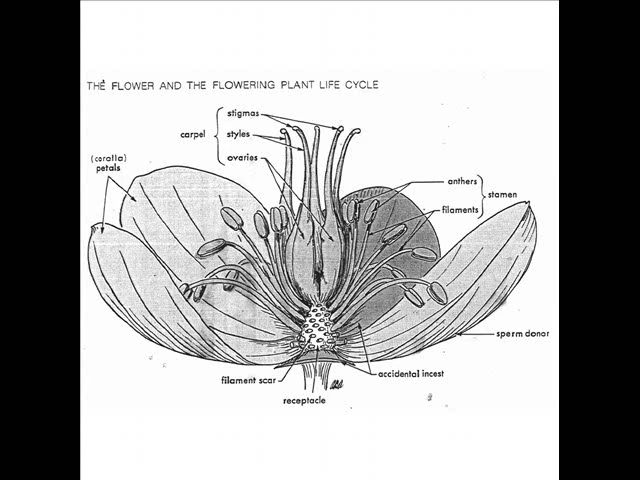 THE FLOWER AND THE FLOWERING PLANT LIFE CYCLE
stigmas
carpel
styles
ovaries
(coralla)
petals
anthers
stamen
filaments
sperm donor
accidental incest
filament scar
receptacle